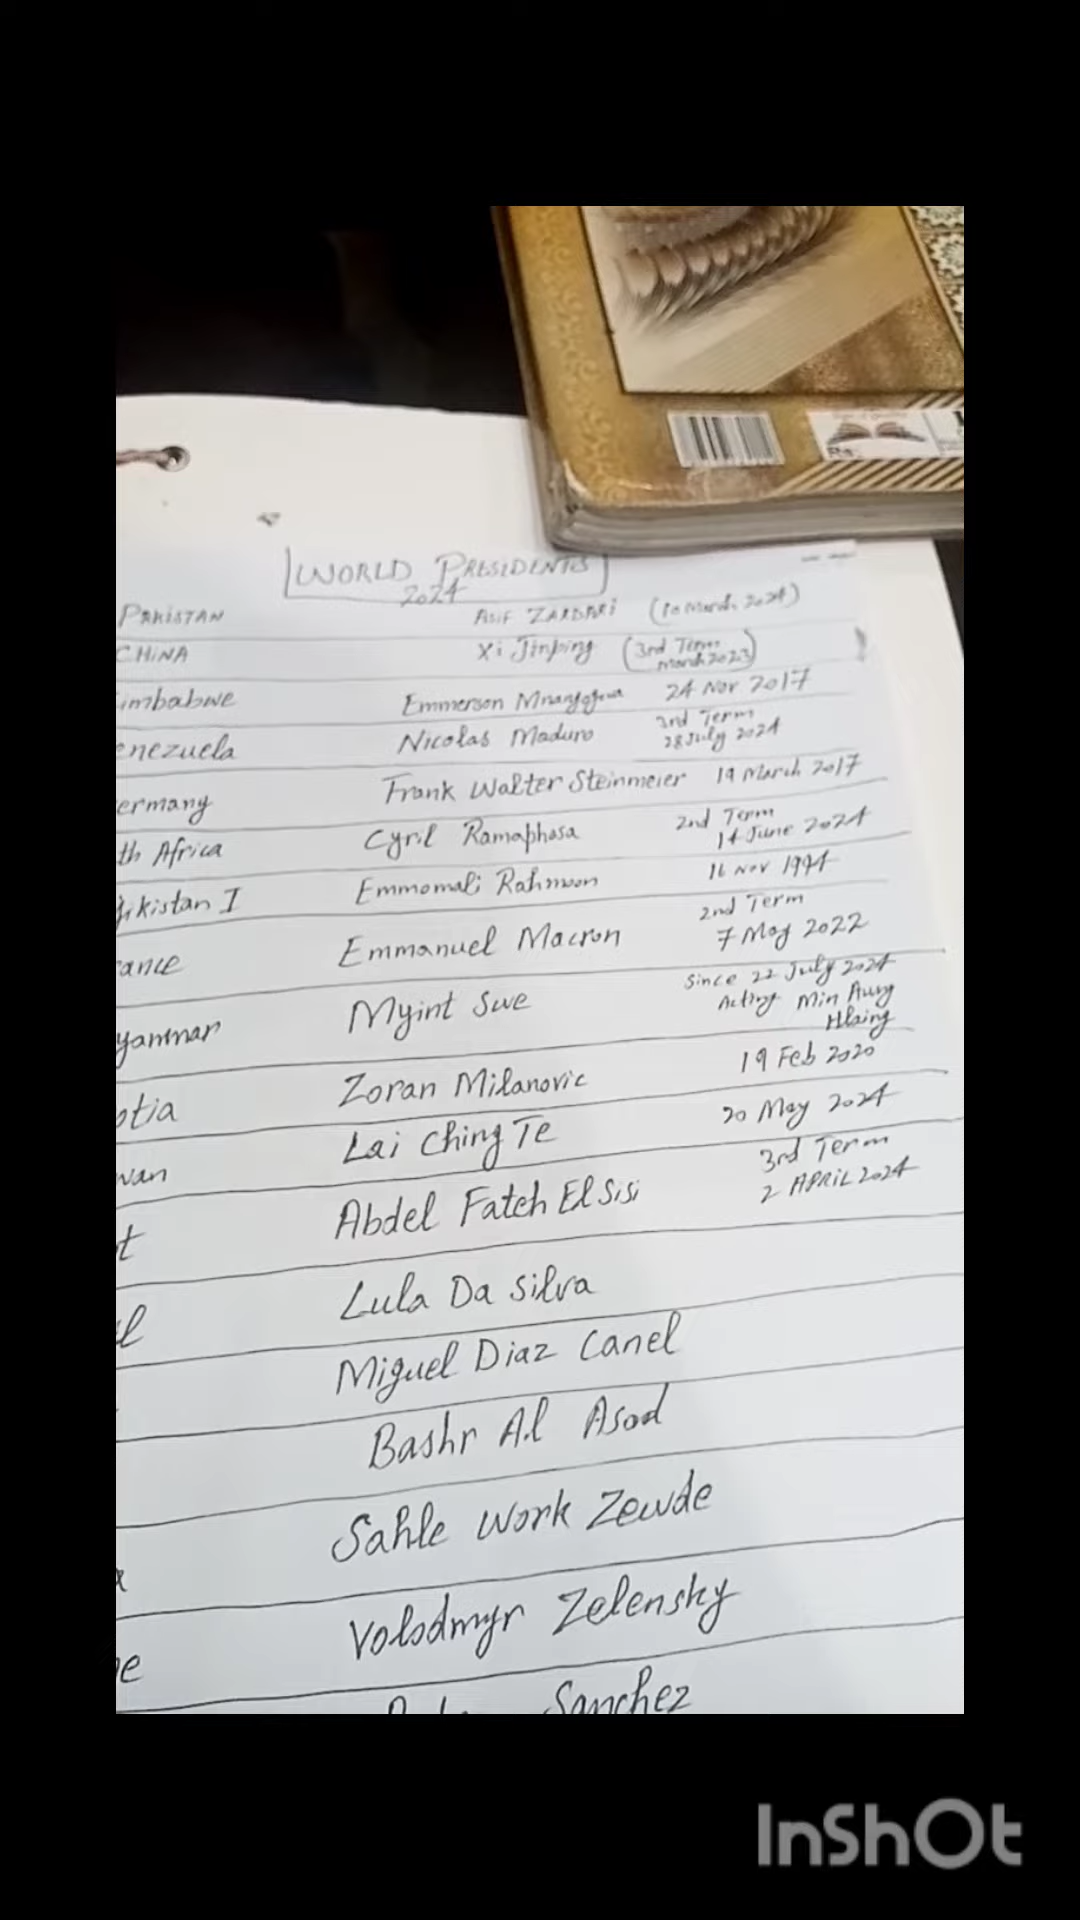 WORLD PRESIDENTS
2024
PAKISTAN ASIF ZARDARI (10 March 2024)
CHINA Xi Jinping (3rd Term March 2023)
imbabwe Emmerson Mnangagwa 24 Nov 2017
enezuela Nicolas Maduro 3rd Term 28 July 2024
ermany Frank Walter Steinmeier 19 March 2017
th Africa Cyril Ramaphosa 2nd Term 14 June 2024
jikistan I Emmomali Rahmon 16 Nov 1994
rance Emmanuel Macron 2nd Term 7 May 2022
yanmar Myint Swe Since 22 July 2024 Acting Min Aung Hlaing
otia Zoran Milanovic 19 Feb 2020
wan Lai Ching Te 20 May 2024
t Abdel Fateh El Sisi 3rd Term 2 APRIL 2024
l Lula Da Silva
Miguel Diaz Canel
Bashr Al Asad
a Sahle Work Zewde
ne Volodmyr Zelensky
Sanchez
Rs:
InShOt